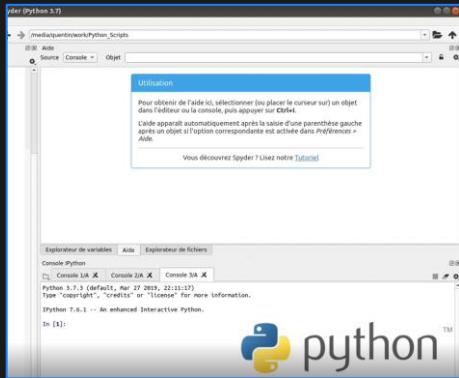 yder (Python 3.7)
/media/quentin/work/Python_Scripts
Aide
Source Console Objet
Utilisation
Pour obtenir de l'aide ici, sélectionner (ou placer le curseur sur) un objet
dans l'éditeur ou la console, puis appuyer sur Ctrl+I.
L'aide apparaît automatiquement après la saisie d'une parenthèse gauche
après un objet si l'option correspondante est activée dans Préférences >
Aide.
Vous découvrez Spyder ? Lisez notre Tutoriel
Explorateur de variables Aide Explorateur de fichiers
Console IPython
Console 1/A Console 2/A Console 3/A
Python 3.7.3 (default, Mar 27 2019, 22:11:17)
Type "copyright", "credits" or "license" for more information.
IPython 7.6.1 -- An enhanced Interactive Python.
In [1]:
python™